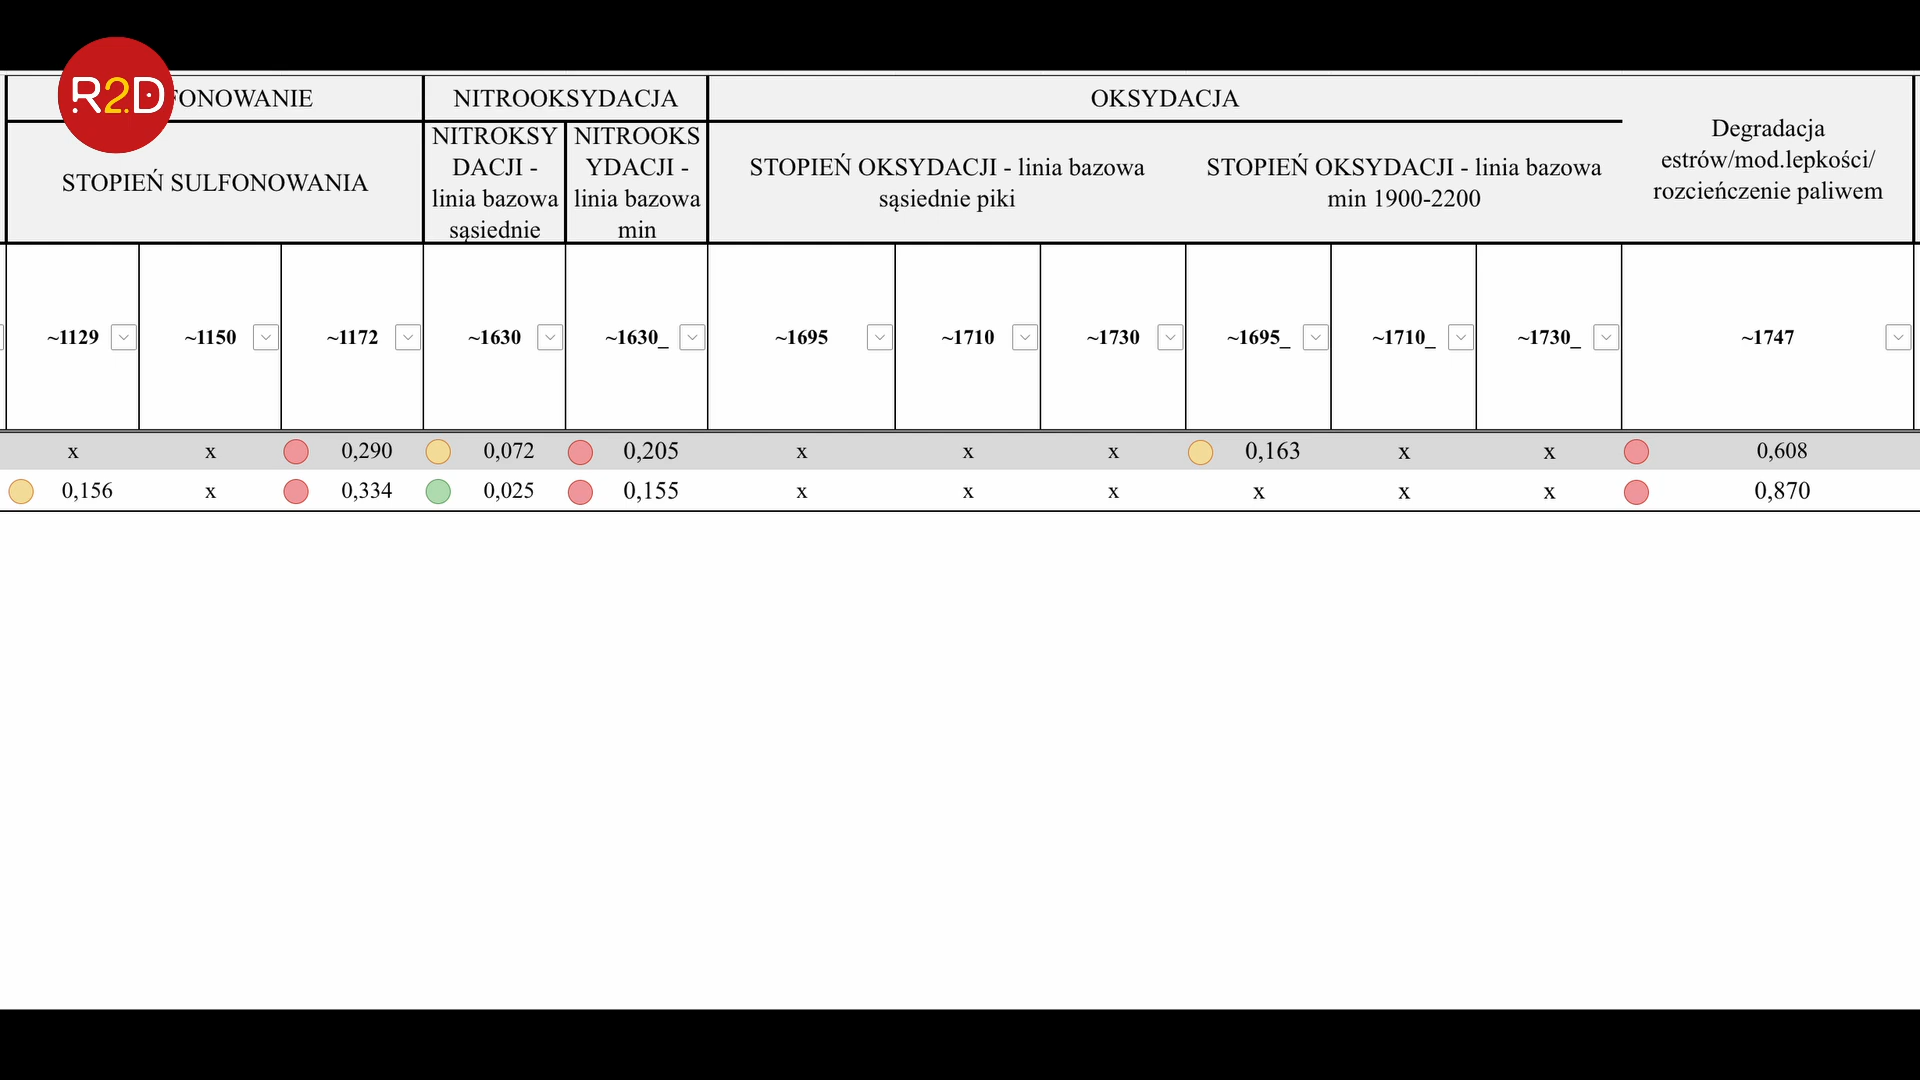 R2D
FONOWANIE
NITROOKSYDACJA
OKSYDACJA
Degradacja
estrów/mod.lepkości/
rozcieńczenie paliwem
STOPIEŃ SULFONOWANIA
NITROKSY
DACJI -
linia bazowa
sąsiednie
NITROOKS
YDACJI -
linia bazowa
min
STOPIEŃ OKSYDACJI - linia bazowa
sąsiednie piki
STOPIEŃ OKSYDACJI - linia bazowa
min 1900-2200
~1129 ~1150 ~1172 ~1630 ~1630_ ~1695 ~1710 ~1730 ~1695_ ~1710_ ~1730_ ~1747
x x 0,290 0,072 0,205 x x x 0,163 x x 0,608
0,156 x 0,334 0,025 0,155 x x x x x x 0,870